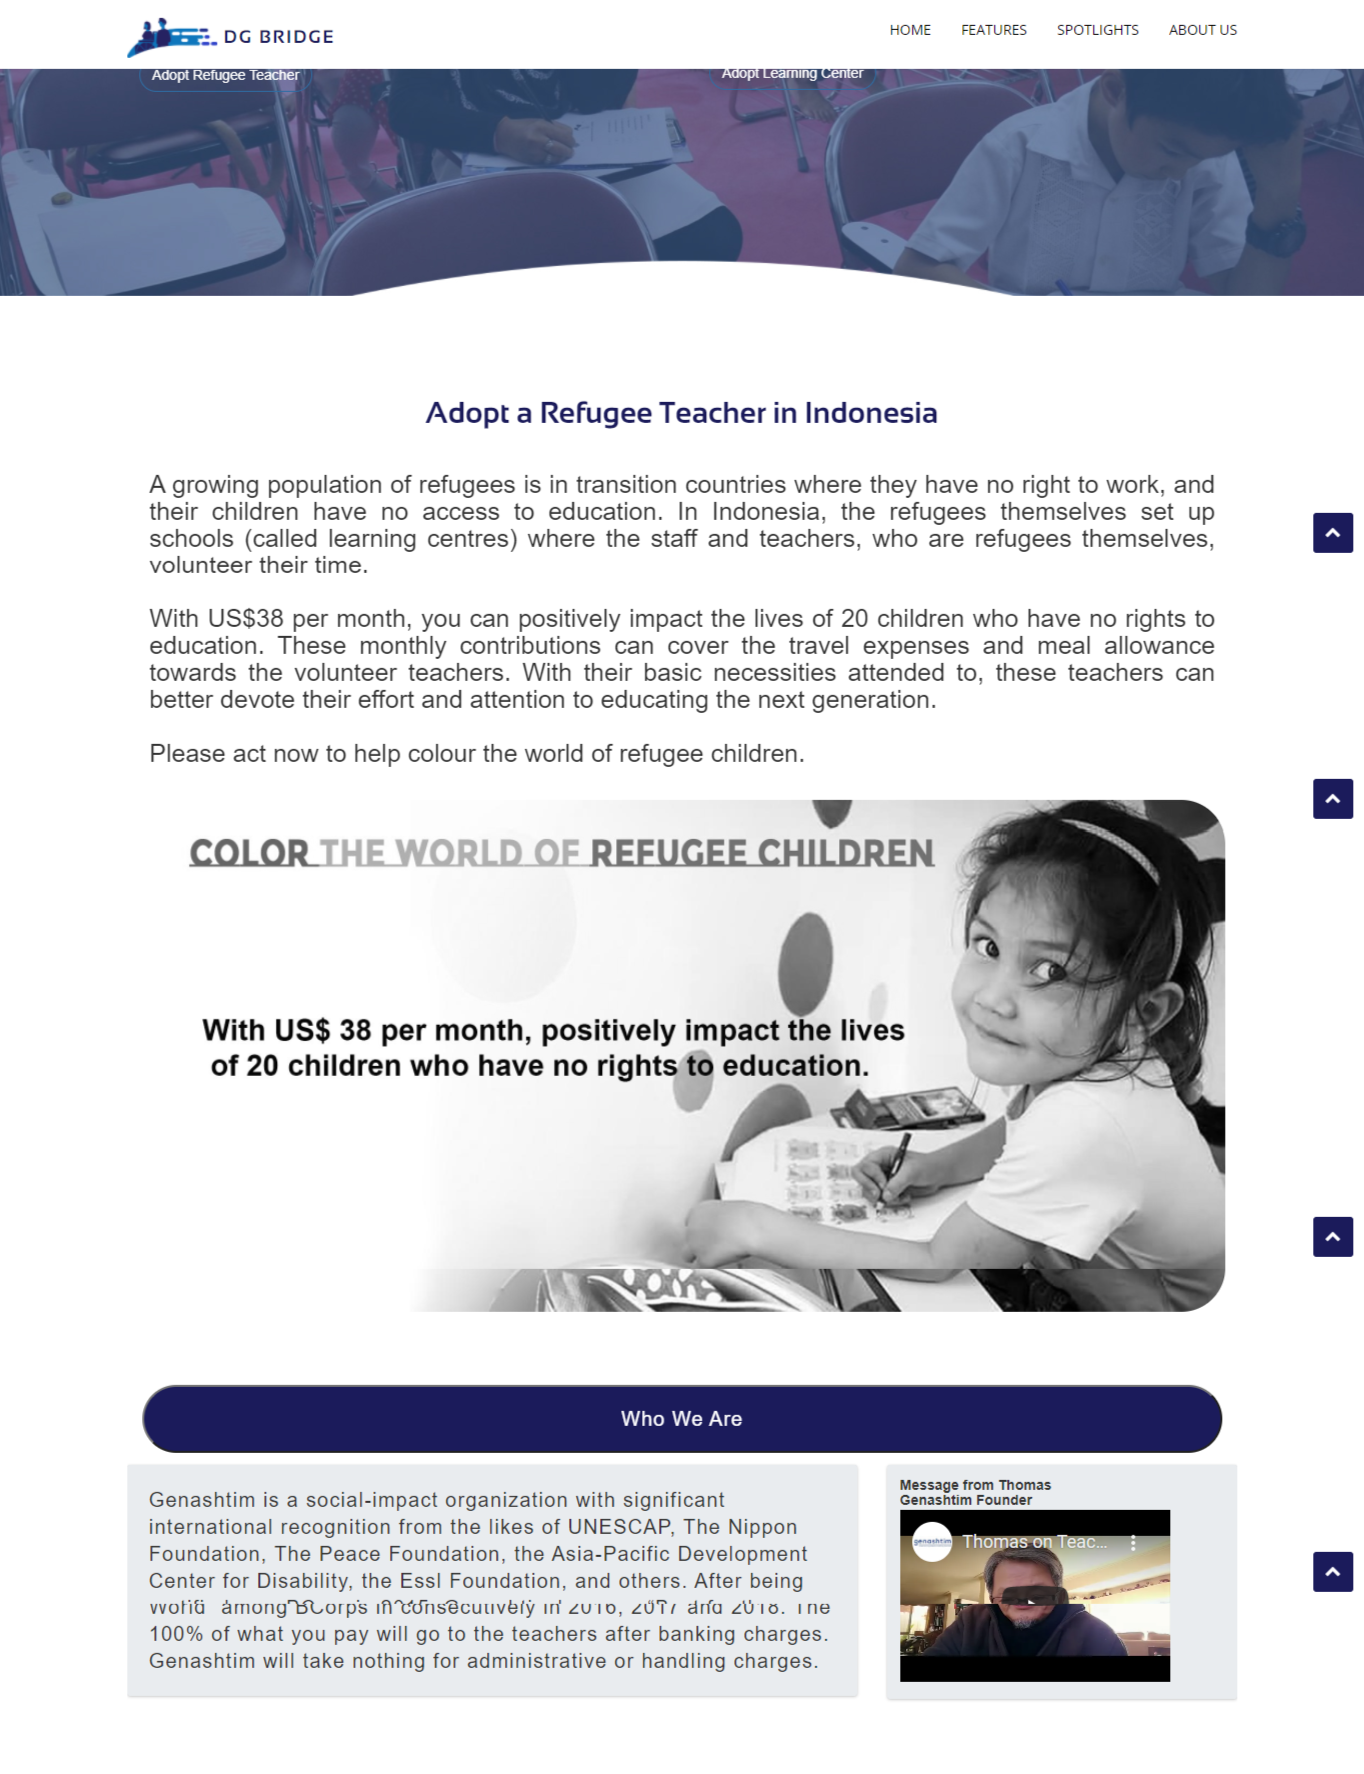 DG BRIDGE
HOME FEATURES SPOTLIGHTS ABOUT US
Adopt Refugee Teacher
Adopt Learning Center
Adopt a Refugee Teacher in Indonesia
A growing population of refugees is in transition countries where they have no right to work, and
their children have no access to education. In Indonesia, the refugees themselves set up
schools (called learning centres) where the staff and teachers, who are refugees themselves,
volunteer their time.
With US$38 per month, you can positively impact the lives of 20 children who have no rights to
education. These monthly contributions can cover the travel expenses and meal allowance
towards the volunteer teachers. With their basic necessities attended to, these teachers can
better devote their effort and attention to educating the next generation.
Please act now to help colour the world of refugee children.
COLOR THE WORLD OF REFUGEE CHILDREN
With US$ 38 per month, positively impact the lives
of 20 children who have no rights to education.
Who We Are
Genashtim is a social-impact organization with significant
international recognition from the likes of UNESCAP, The Nippon
Foundation, The Peace Foundation, the Asia-Pacific Development
Center for Disability, the Essl Foundation, and others. After being
among Corps consecutively in 2016, 2017 and 2018. The
100% of what you pay will go to the teachers after banking charges.
Genashtim will take nothing for administrative or handling charges.
Message from Thomas
Genashtim Founder
genashtim
Thomas on Teac...